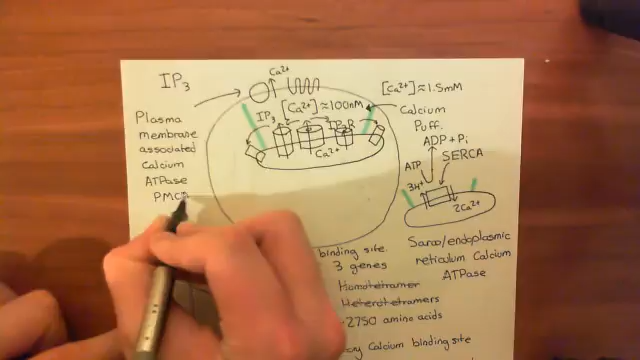 IP3
Plasma
membrane
associated
Calcium
ATPase
PMC
Ca2+
[Ca2+]≈100nM
IP3
IP3R
Ca2+
[Ca2+]≈1.5mM
Calcium
Puff.
ADP+Pi
SERCA
ATP
3H+
2Ca2+
Sarco/endoplasmic
reticulum Calcium
ATPase
binding site
3 genes
Homotetramer
Heterotetramers
2750 amino acids
Calcium binding site